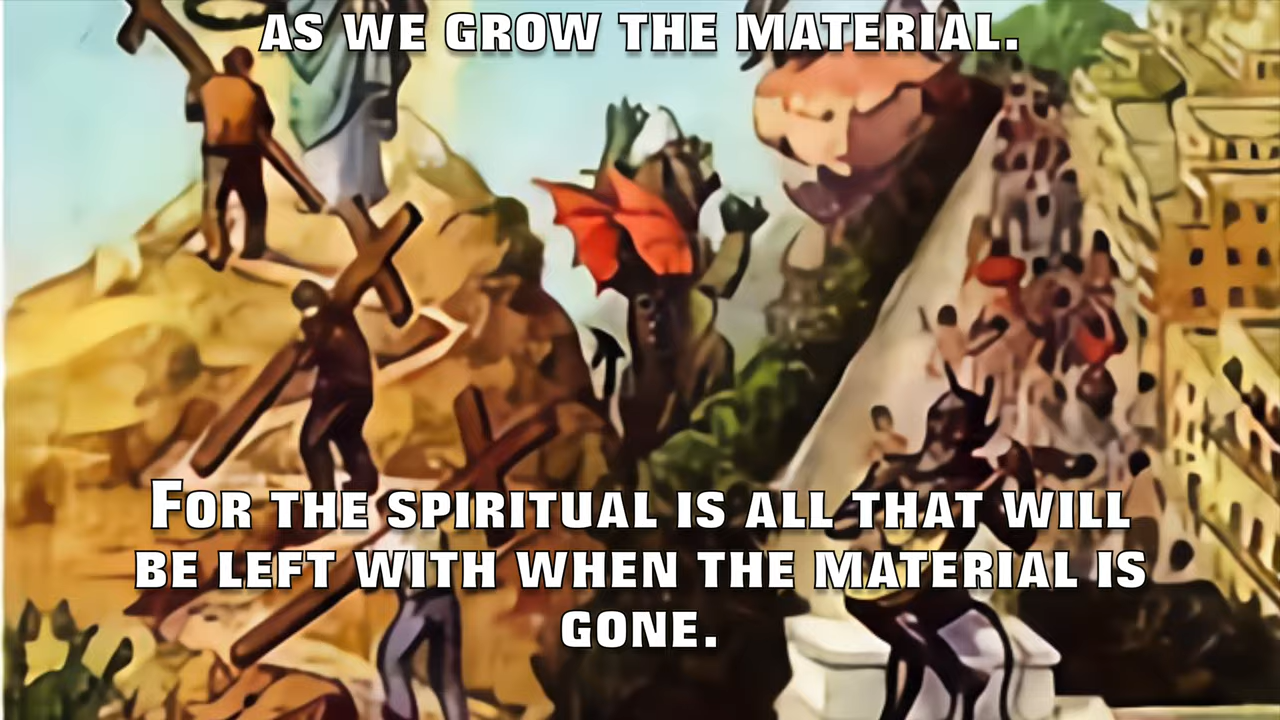 AS WE GROW THE MATERIAL.
FOR THE SPIRITUAL IS ALL THAT WILL
BE LEFT WITH WHEN THE MATERIAL IS
GONE.